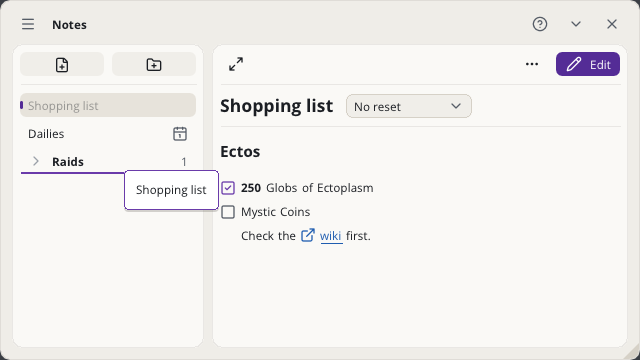 Notes
Edit
Shopping list
Dailies
1
Raids 1
Shopping list
Shopping list No reset
Ectos
250 Globs of Ectoplasm
Mystic Coins
Check the wiki first.